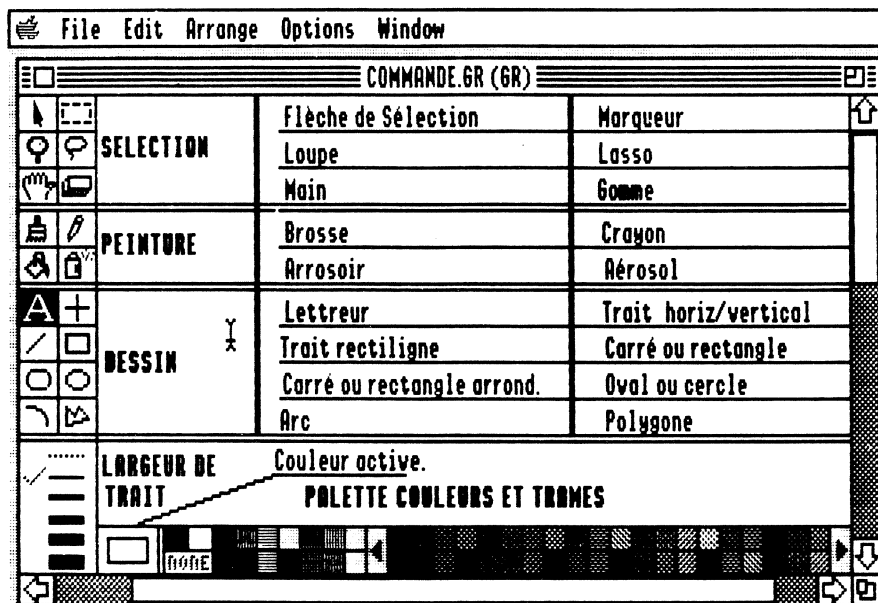 File Edit Arrange Options Window
COMMANDE.GR (GR)
SELECTION
Flèche de Sélection Marqueur
Loupe Lasso
Main Gomme
PEINTURE
Brosse Crayon
Arrosoir Aérosol
A
DESSIN
Lettreur Trait horiz/vertical
Trait rectiligne Carré ou rectangle
Carré ou rectangle arrond. Oval ou cercle
Arc Polygone
LARGEUR DE TRAIT
Couleur active.
PALETTE COULEURS ET TRAMES
NONE